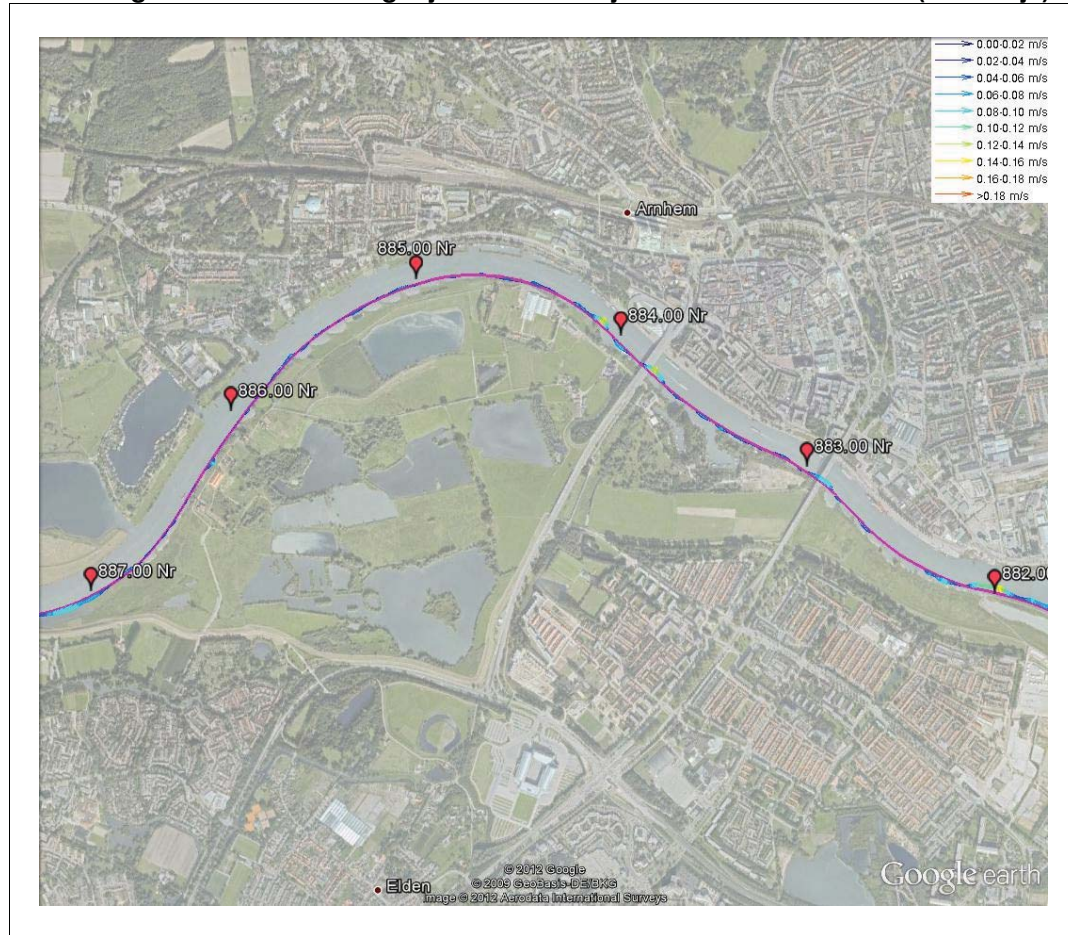 0.00-0.02 m/s
0.02-0.04 m/s
0.04-0.06 m/s
0.06-0.08 m/s
0.08-0.10 m/s
0.10-0.12 m/s
0.12-0.14 m/s
0.14-0.16 m/s
0.16-0.18 m/s
>0.18 m/s
Arnhem
885.00 Nr
884.00 Nr
886.00 Nr
883.00 Nr
887.00 Nr
882.0
Elden
© 2012 Google
© 2009 GeoBasis-DE/BKG
Image © 2012 Aerodata International Surveys
Google earth